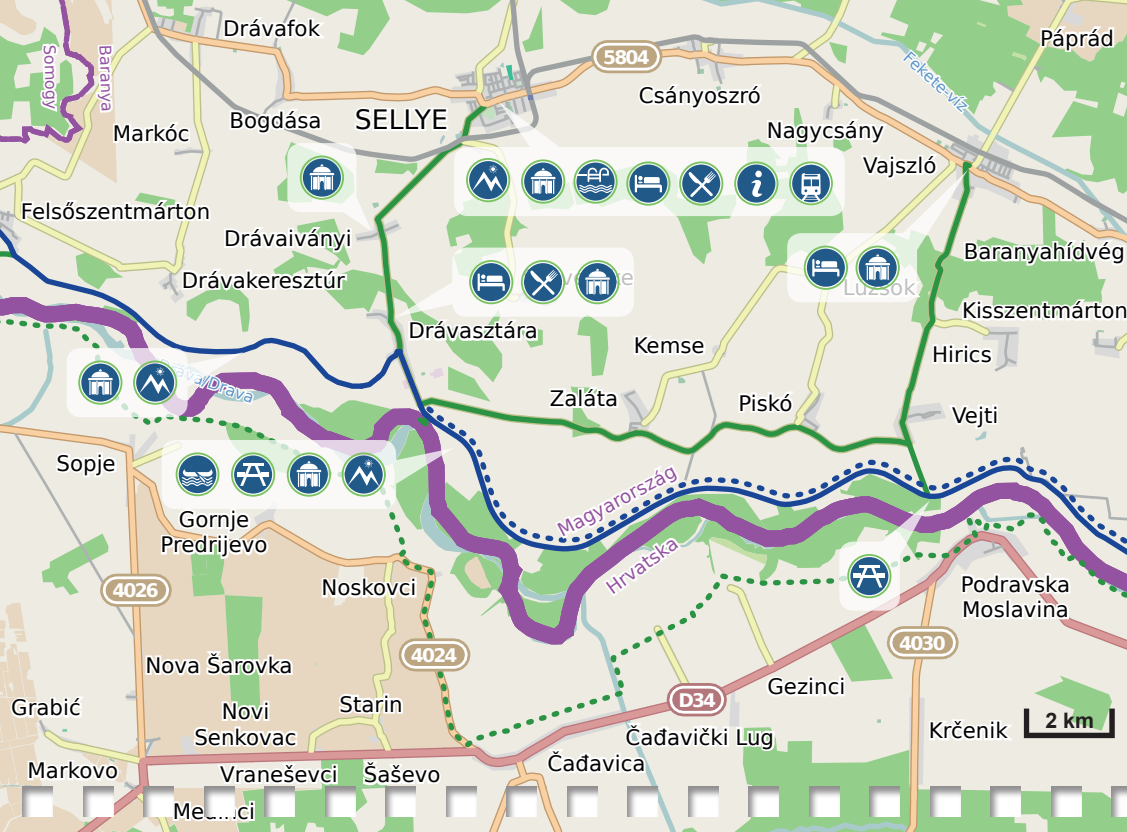 Drávafok
Páprád
5804
Somogy
Baranya
Fekete-víz
Csányoszró
SELLYE
Bogdása
Markóc
Nagycsány
Vajszló
Felsőszentmárton
Drávaiványi
Baranyahídvég
Drávakeresztúr
Luzsok
Kisszentmárton
Drávasztára
Kemse
Hirics
Dráva/Drava
Zaláta
Piskó
Vejti
Sopje
Magyarország
Gornje
Predrijevo
Hrvatska
4026
Noskovci
Podravska
Moslavina
4024
4030
Nova Šarovka
D34
Gezinci
Grabić
Novi
Senkovac
Starin
2 km
Krčenik
Čađavički Lug
Markovo
Vraneševci
Šaševo
Čađavica